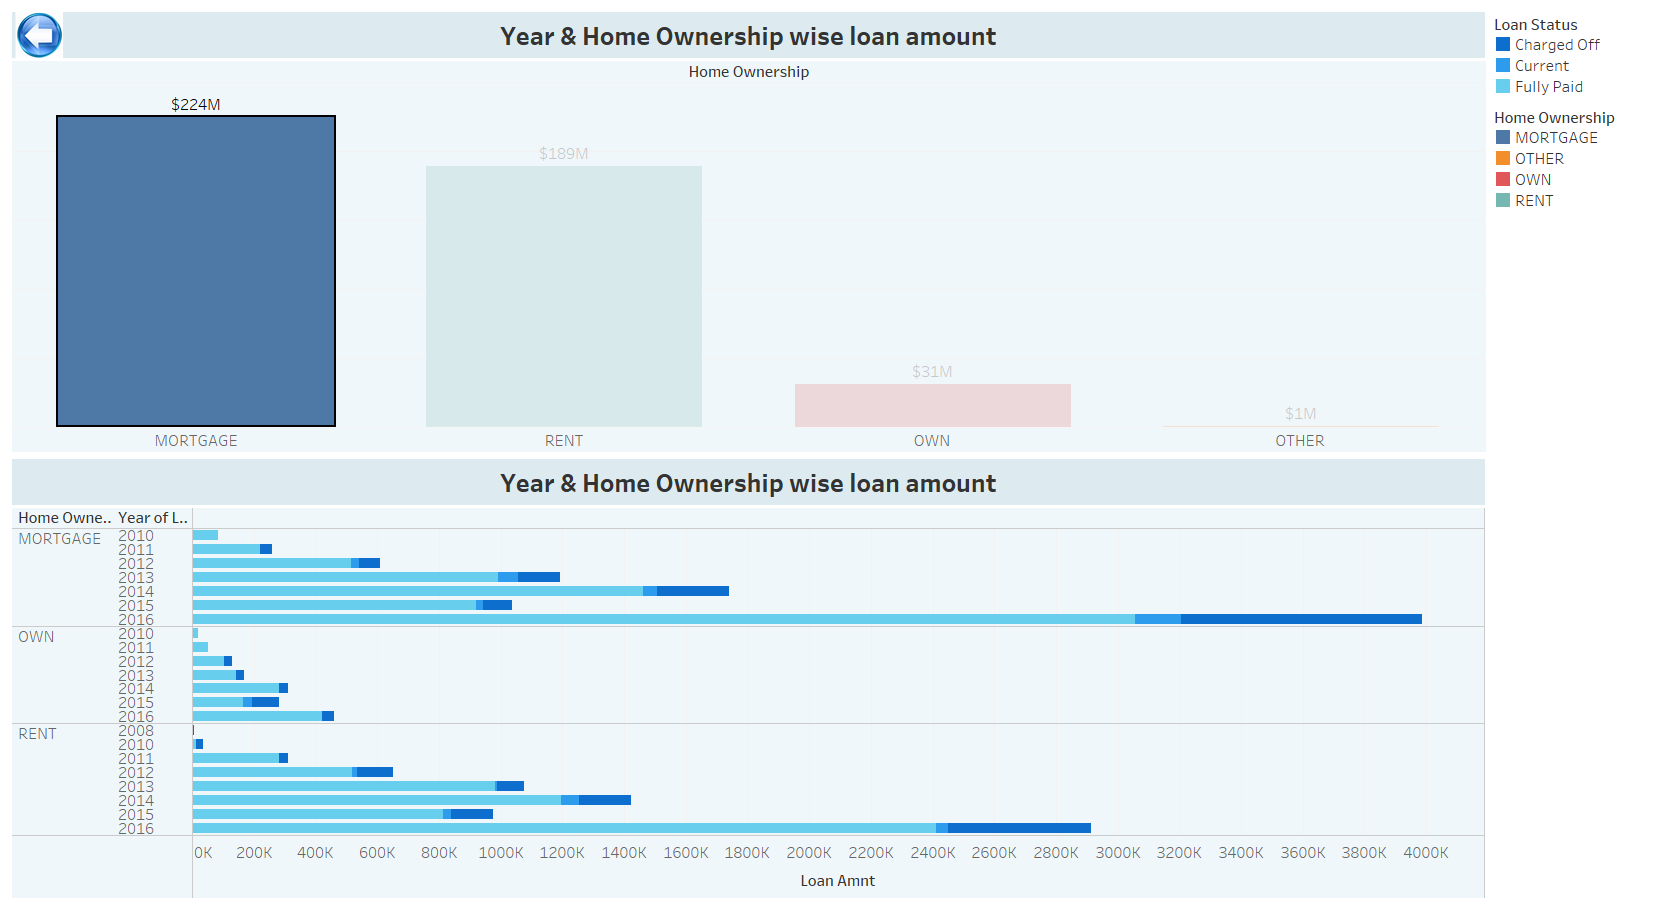 Year & Home Ownership wise loan amount
Home Ownership
$224M
$189M
$31M
$1M
MORTGAGE RENT OWN OTHER
Loan Status
Charged Off
Current
Fully Paid
Home Ownership
MORTGAGE
OTHER
OWN
RENT
Year & Home Ownership wise loan amount
Home Owne.. Year of L..
MORTGAGE 2010
2011
2012
2013
2014
2015
2016
OWN 2010
2011
2012
2013
2014
2015
2016
RENT 2008
2010
2011
2012
2013
2014
2015
2016
0K 200K 400K 600K 800K 1000K 1200K 1400K 1600K 1800K 2000K 2200K 2400K 2600K 2800K 3000K 3200K 3400K 3600K 3800K 4000K
Loan Amnt